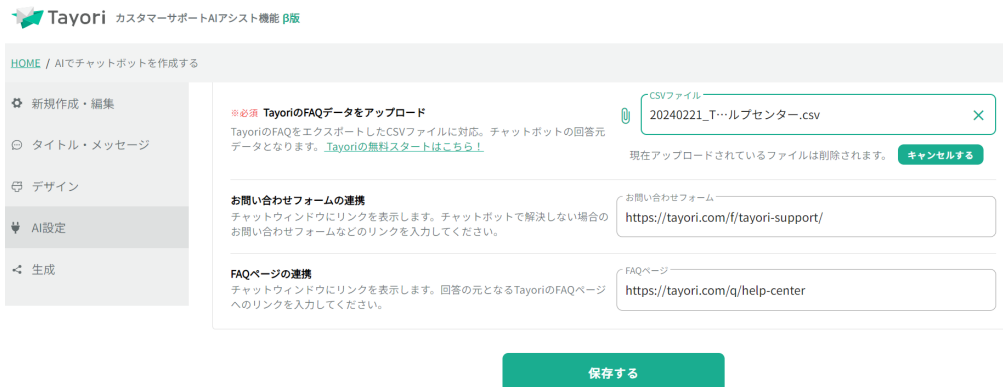 Tayori カスタマーサポートAIアシスト機能 β版
HOME / AIでチャットボットを作成する
新規作成・編集
タイトル・メッセージ
デザイン
AI設定
生成
※必須 TayoriのFAQデータをアップロード
TayoriのFAQをエクスポートしたCSVファイルに対応。チャットボットの回答元
データとなります。 Tayoriの無料スタートはこちら！
CSVファイル
20240221_T…ルプセンター.csv
現在アップロードされているファイルは削除されます。 キャンセルする
お問い合わせフォームの連携
チャットウィンドウにリンクを表示します。チャットボットで解決しない場合の
お問い合わせフォームなどのリンクを入力してください。
お問い合わせフォーム
https://tayori.com/f/tayori-support/
FAQページの連携
チャットウィンドウにリンクを表示します。回答の元となるTayoriのFAQページ
へのリンクを入力してください。
FAQページ
https://tayori.com/q/help-center
保存する